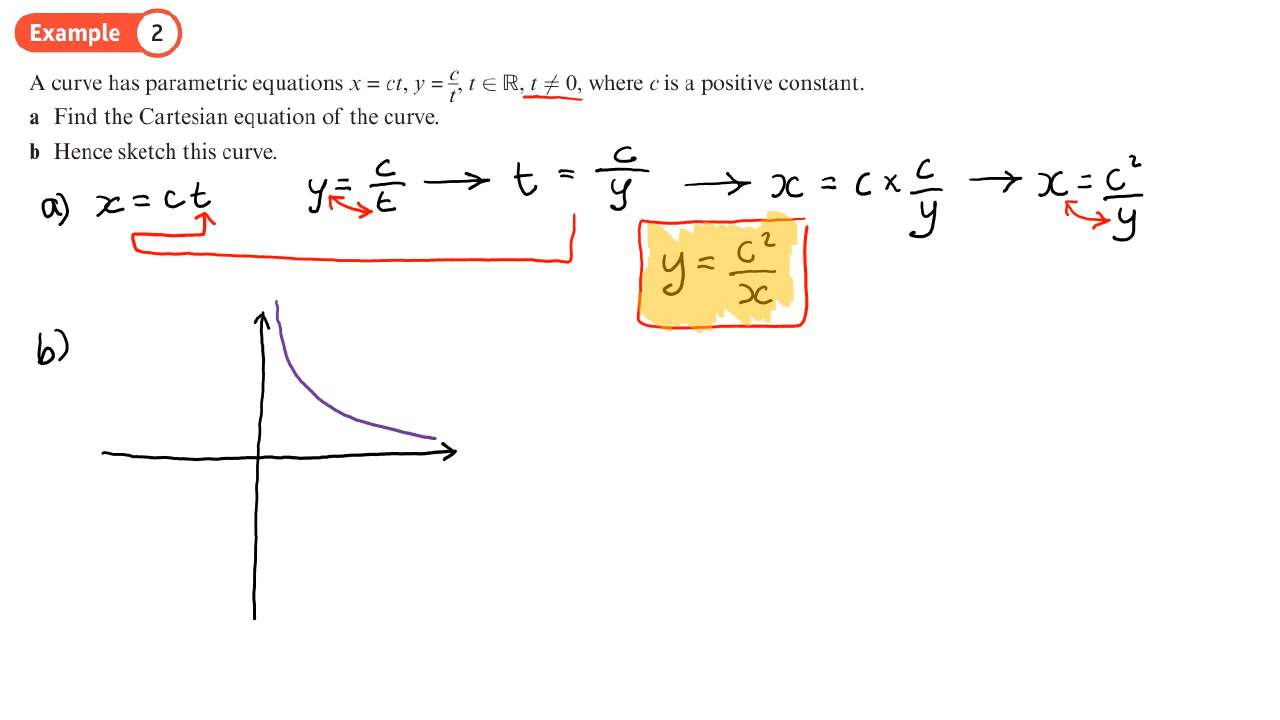 Example 2
A curve has parametric equations x = ct, y = c/t, t ∈ ℝ, t ≠ 0, where c is a positive constant.
a Find the Cartesian equation of the curve.
b Hence sketch this curve.
a) x = ct y = c/t → t = c/y → x = c × c/y → x = c²/y
y = c²/x
b)